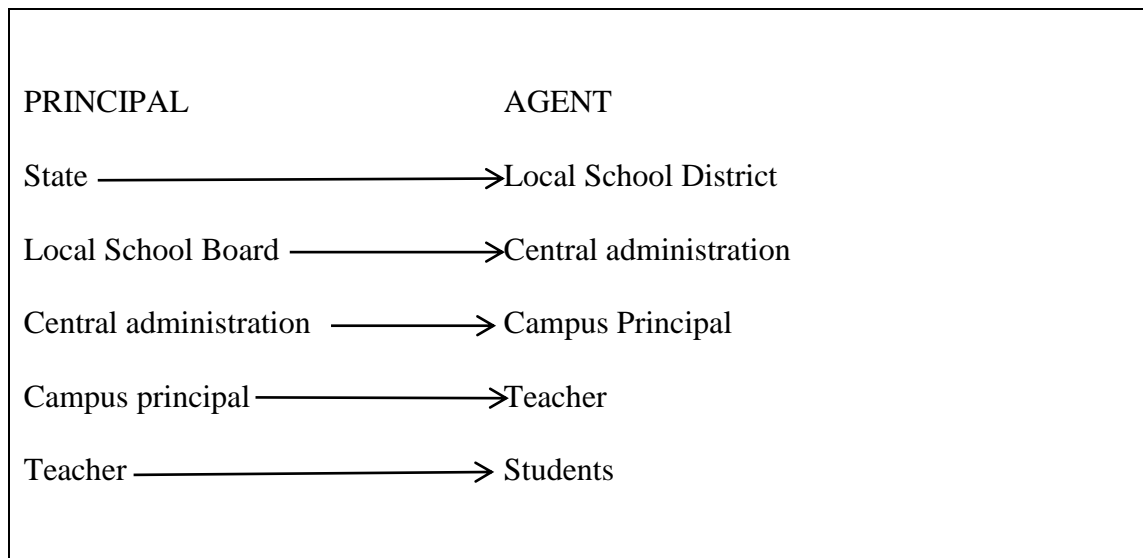 PRINCIPAL AGENT
State Local School District
Local School Board Central administration
Central administration Campus Principal
Campus principal Teacher
Teacher Students